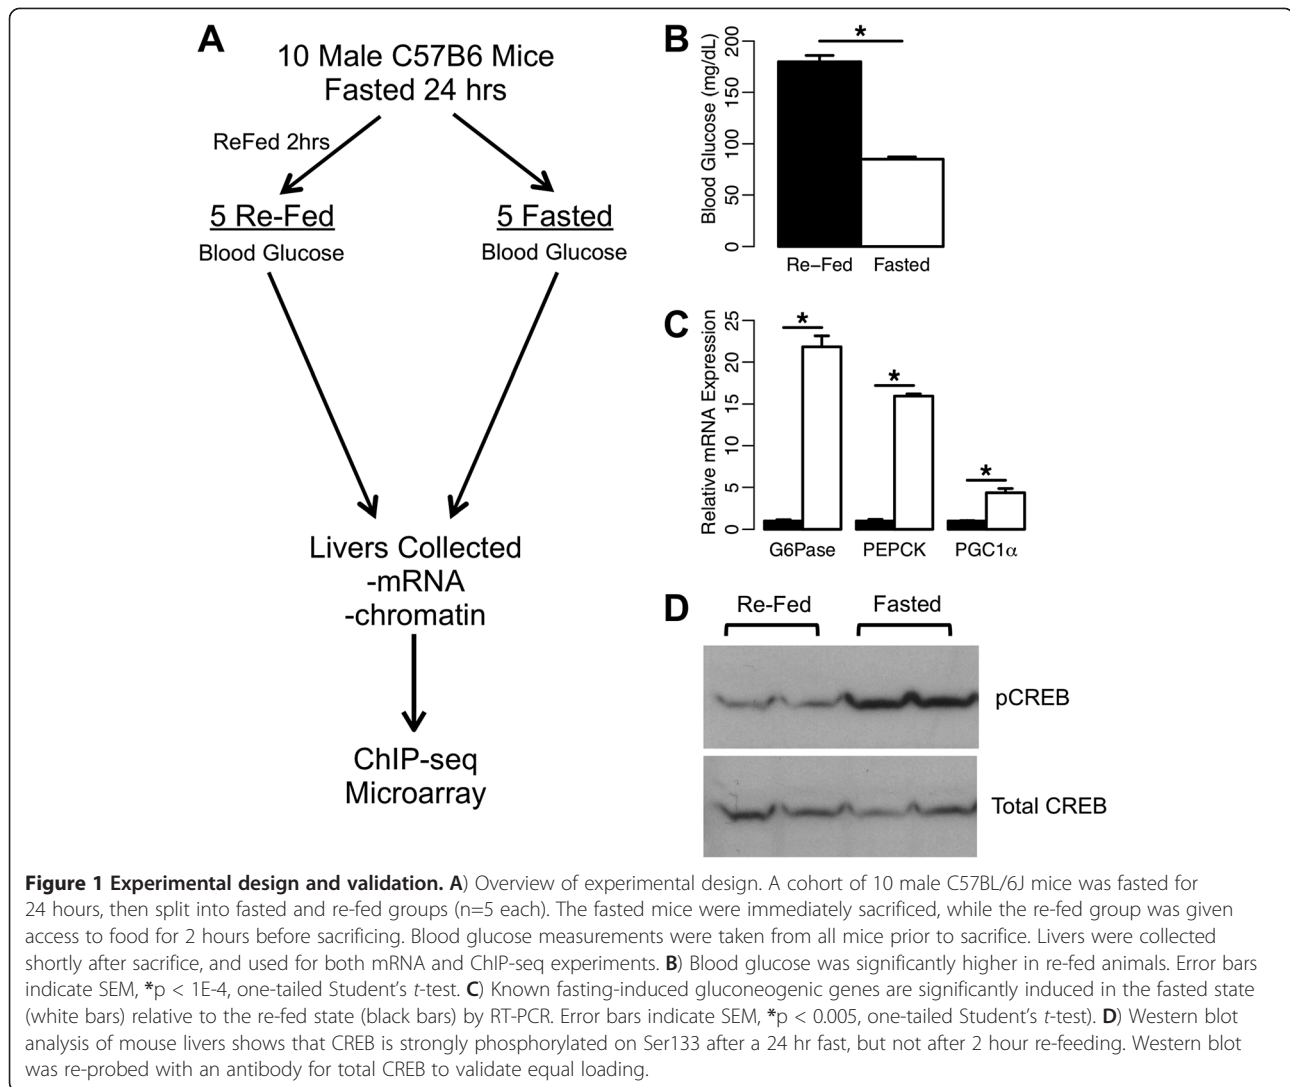 A
10 Male C57B6 Mice
Fasted 24 hrs
ReFed 2hrs
5 Re-Fed
Blood Glucose
5 Fasted
Blood Glucose
Livers Collected
-mRNA
-chromatin
ChIP-seq
Microarray
B
Blood Glucose (mg/dL)
0
50
100
150
200
*
Re-Fed
Fasted
C
Relative mRNA Expression
0
5
10
15
20
25
*
*
*
G6Pase
PEPCK
PGC1α
D
Re-Fed
Fasted
pCREB
Total CREB
Figure 1 Experimental design and validation. A) Overview of experimental design. A cohort of 10 male C57BL/6J mice was fasted for
24 hours, then split into fasted and re-fed groups (n=5 each). The fasted mice were immediately sacrificed, while the re-fed group was given
access to food for 2 hours before sacrificing. Blood glucose measurements were taken from all mice prior to sacrifice. Livers were collected
shortly after sacrifice, and used for both mRNA and ChIP-seq experiments. B) Blood glucose was significantly higher in re-fed animals. Error bars
indicate SEM, *p < 1E-4, one-tailed Student's t-test. C) Known fasting-induced gluconeogenic genes are significantly induced in the fasted state
(white bars) relative to the re-fed state (black bars) by RT-PCR. Error bars indicate SEM, *p < 0.005, one-tailed Student's t-test). D) Western blot
analysis of mouse livers shows that CREB is strongly phosphorylated on Ser133 after a 24 hr fast, but not after 2 hour re-feeding. Western blot
was re-probed with an antibody for total CREB to validate equal loading.